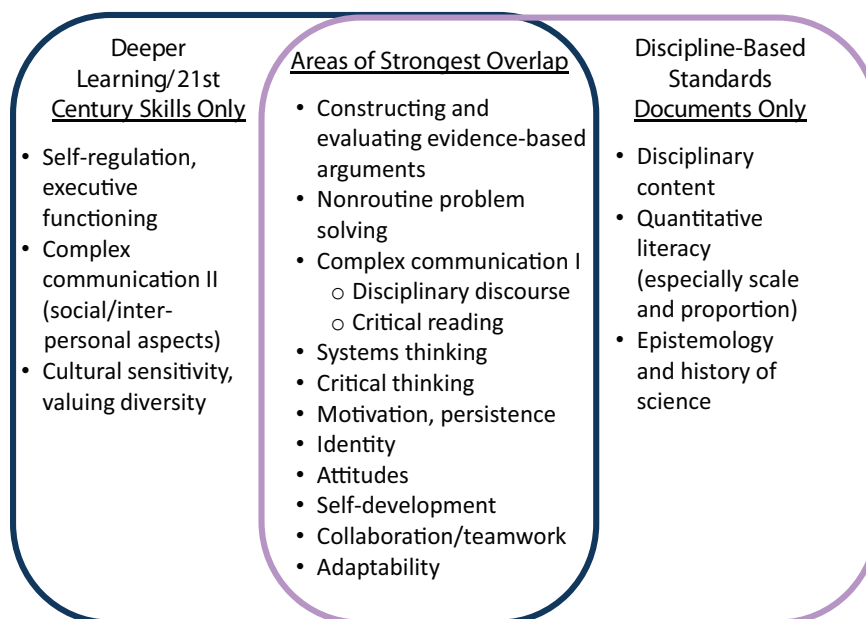 Deeper
Learning/21st
Century Skills Only
• Self-regulation,
executive
functioning
• Complex
communication II
(social/inter-
personal aspects)
• Cultural sensitivity,
valuing diversity
Areas of Strongest Overlap
• Constructing and
evaluating evidence-based
arguments
• Nonroutine problem
solving
• Complex communication I
o Disciplinary discourse
o Critical reading
• Systems thinking
• Critical thinking
• Motivation, persistence
• Identity
• Attitudes
• Self-development
• Collaboration/teamwork
• Adaptability
Discipline-Based
Standards
Documents Only
• Disciplinary
content
• Quantitative
literacy
(especially scale
and proportion)
• Epistemology
and history of
science